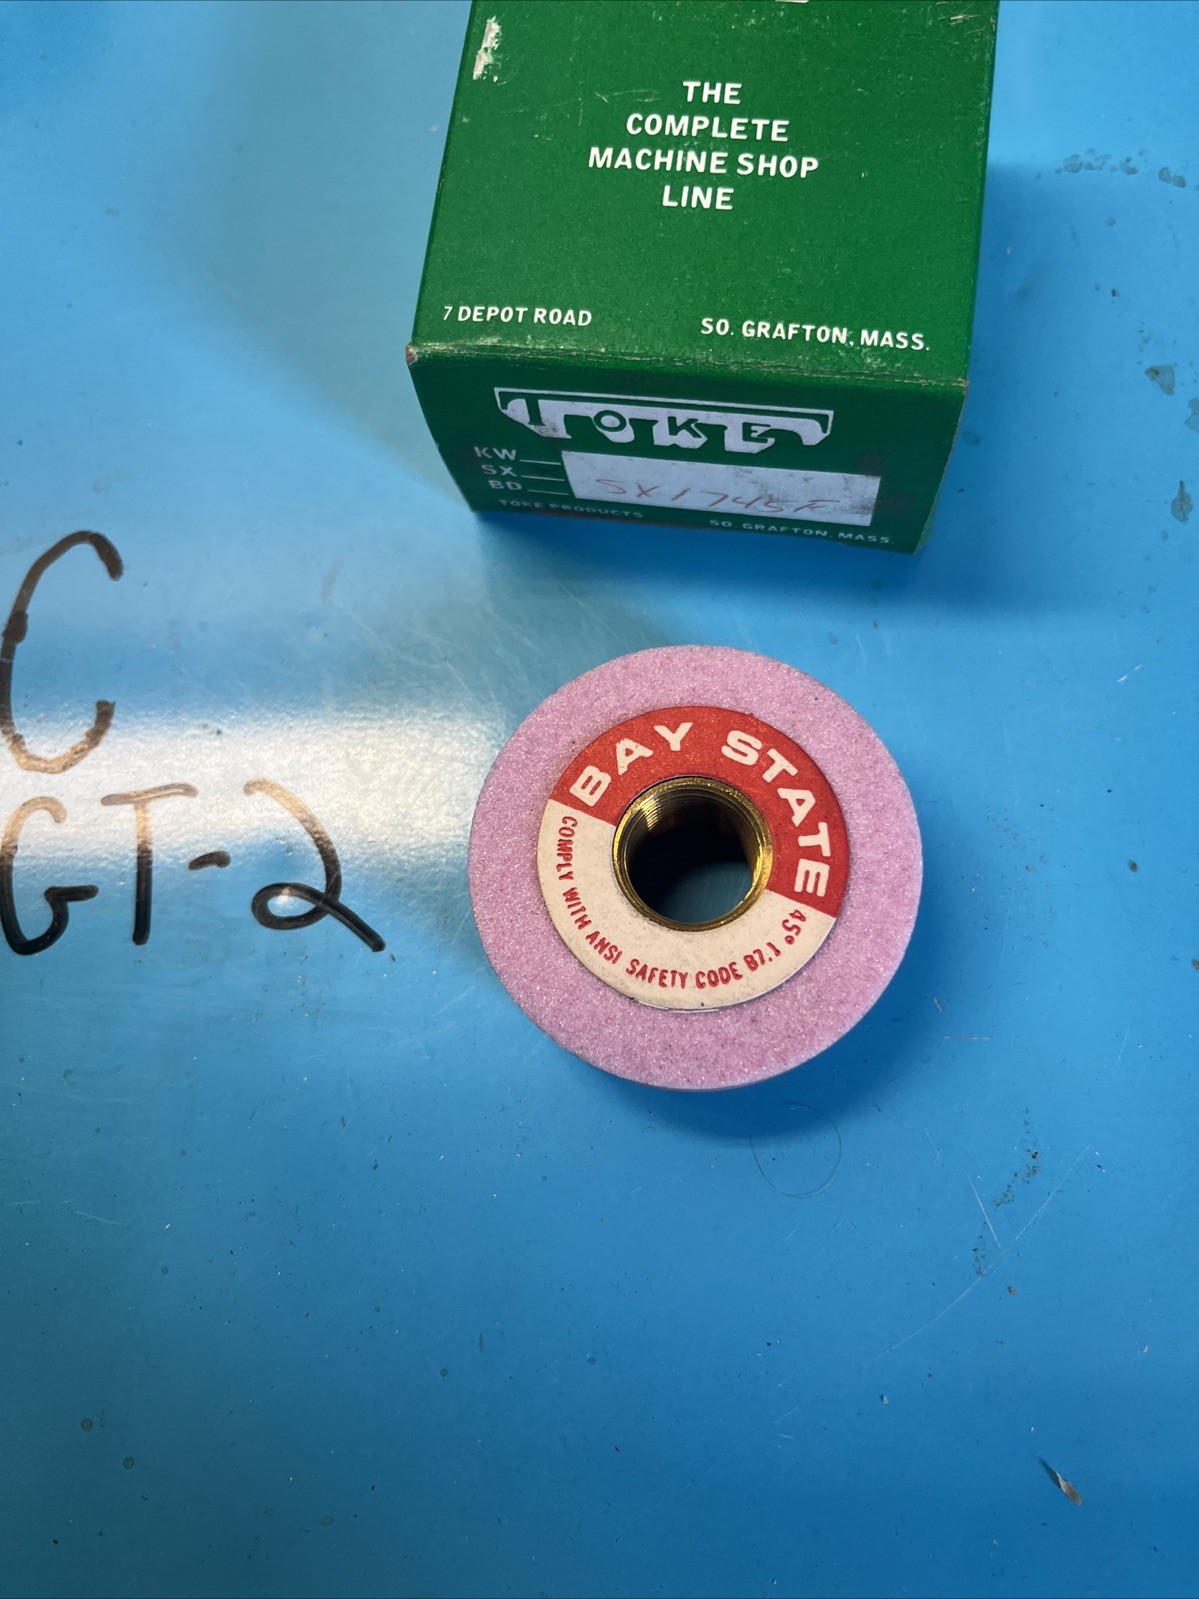 THE
COMPLETE
MACHINE SHOP
LINE
7 DEPOT ROAD
SO. GRAFTON, MASS.
TOKE
KW
SX
BD
SX1745F
TOKE PRODUCTS
SO GRAFTON, MASS.
C
GT-2
BAY STATE
45°
COMPLY WITH ANSI SAFETY CODE B7.1